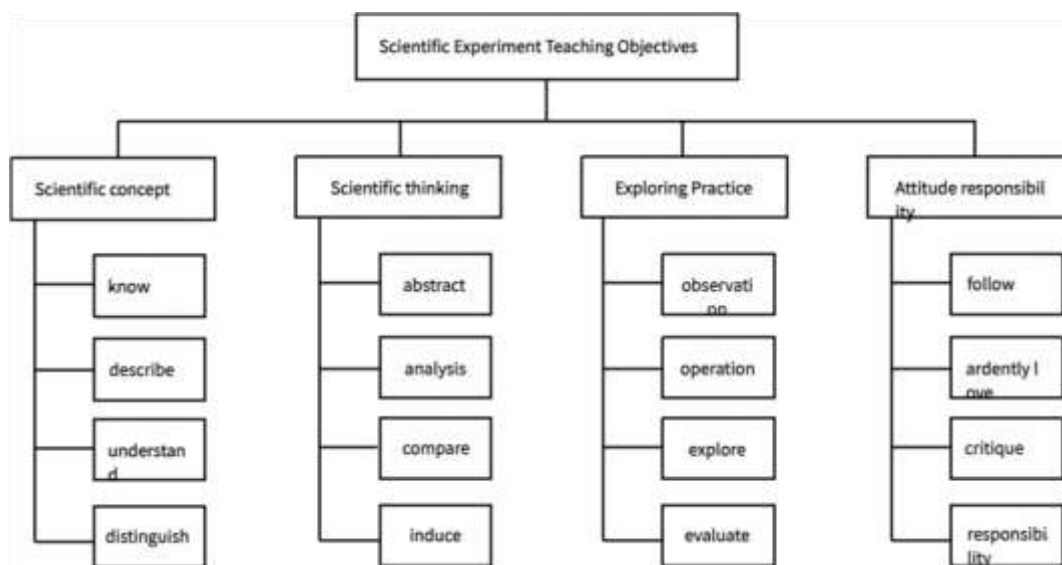 Scientific Experiment Teaching Objectives
Scientific concept
Scientific thinking
Exploring Practice
Attitude responsibil
ity
know
abstract
observati
on
follow
describe
analysis
operation
ardently l
ove
understan
d
compare
explore
critique
distinguish
induce
evaluate
responsibi
lity